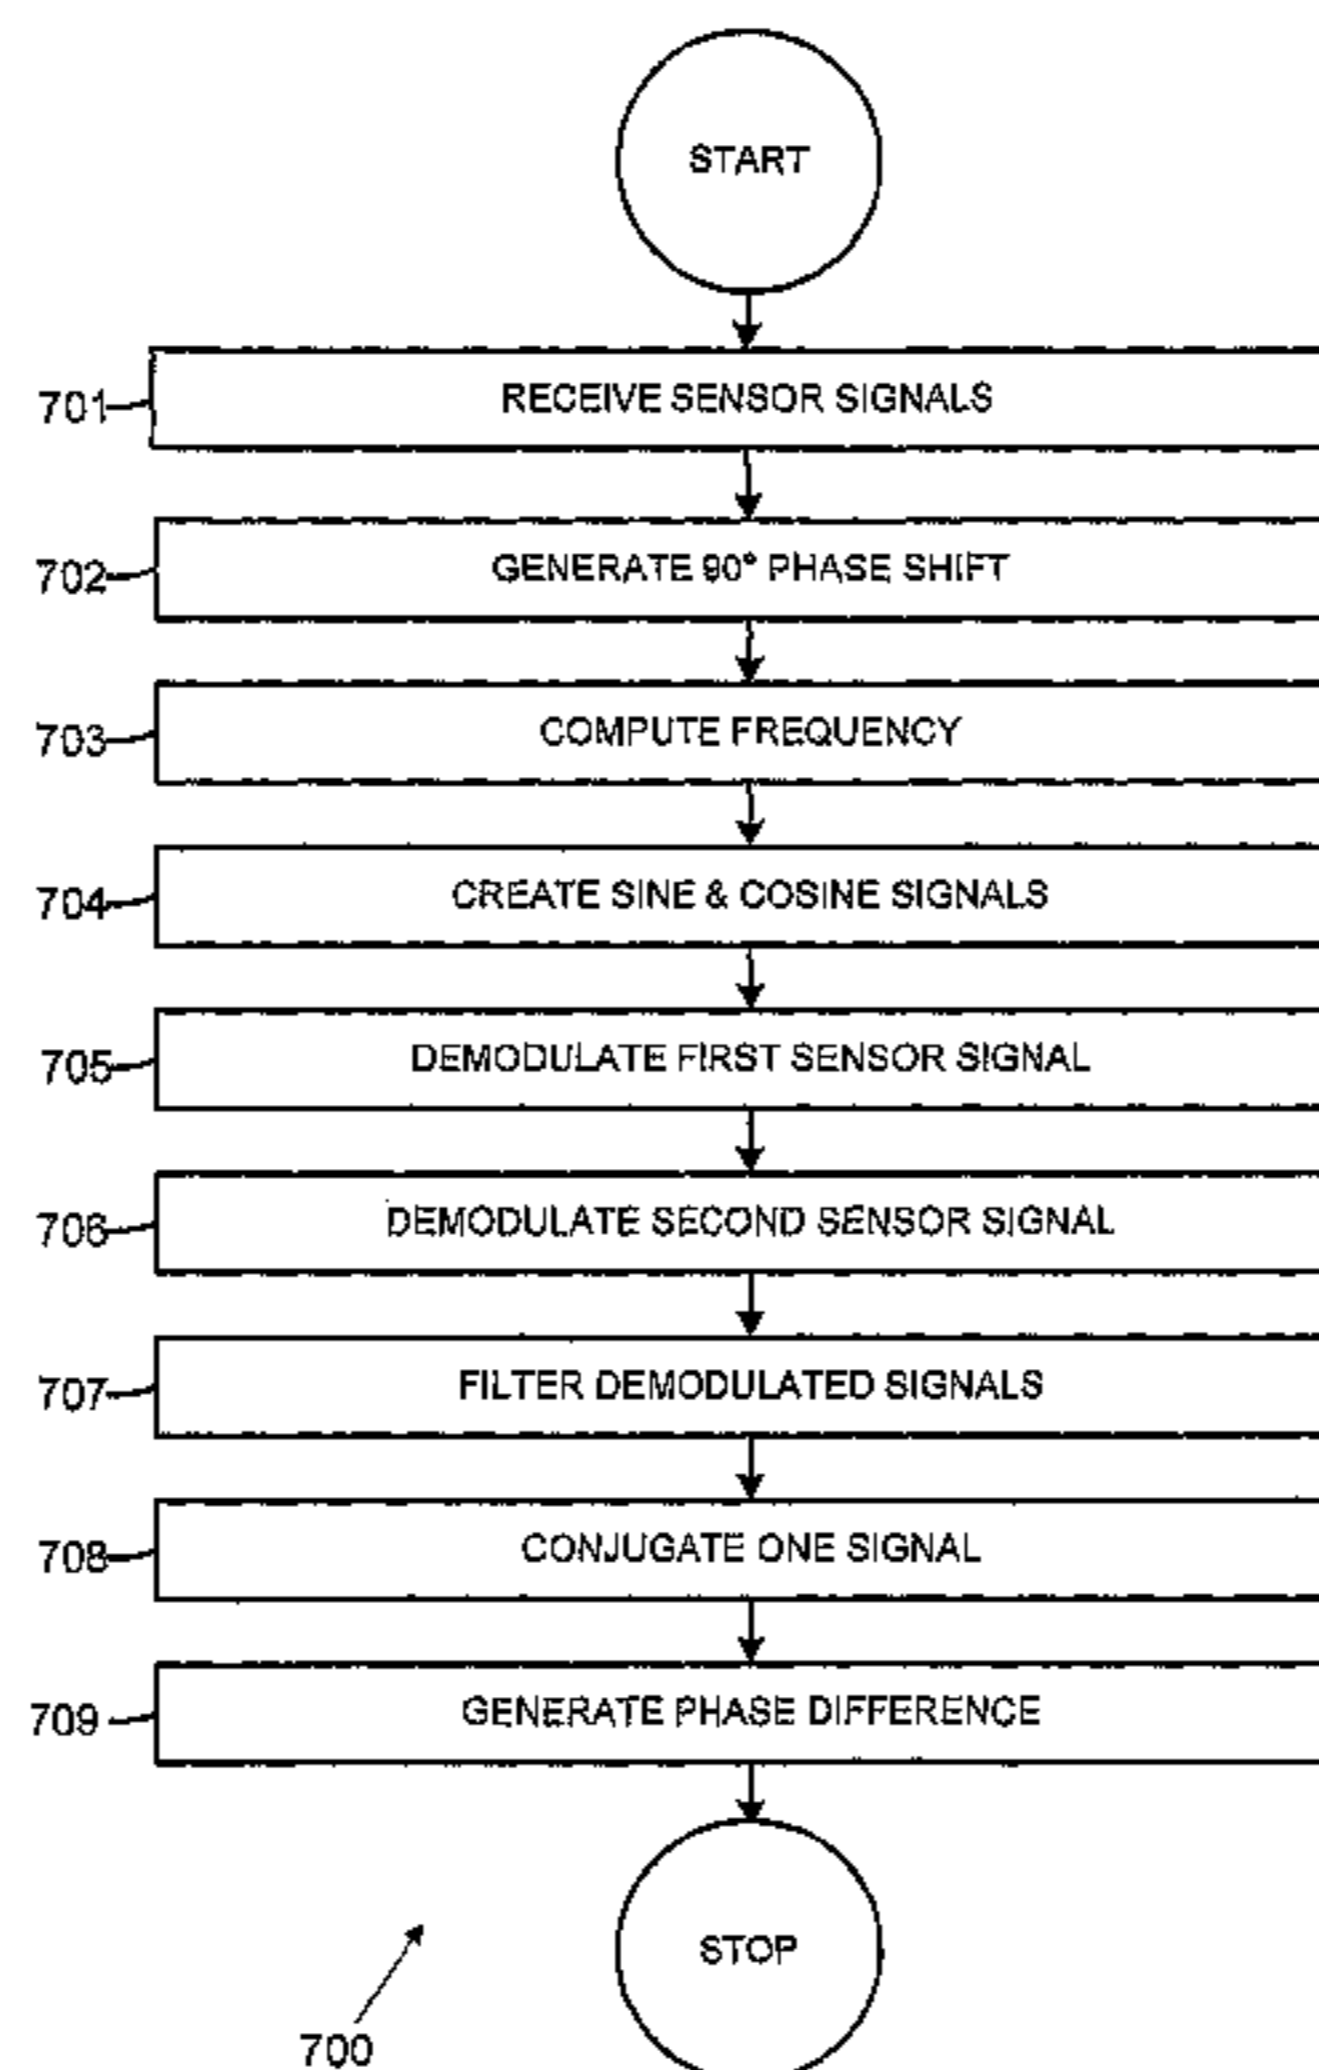 START
701
RECEIVE SENSOR SIGNALS
702
GENERATE 90° PHASE SHIFT
703
COMPUTE FREQUENCY
704
CREATE SINE & COSINE SIGNALS
705
DEMODULATE FIRST SENSOR SIGNAL
706
DEMODULATE SECOND SENSOR SIGNAL
707
FILTER DEMODULATED SIGNALS
708
CONJUGATE ONE SIGNAL
709
GENERATE PHASE DIFFERENCE
STOP
700